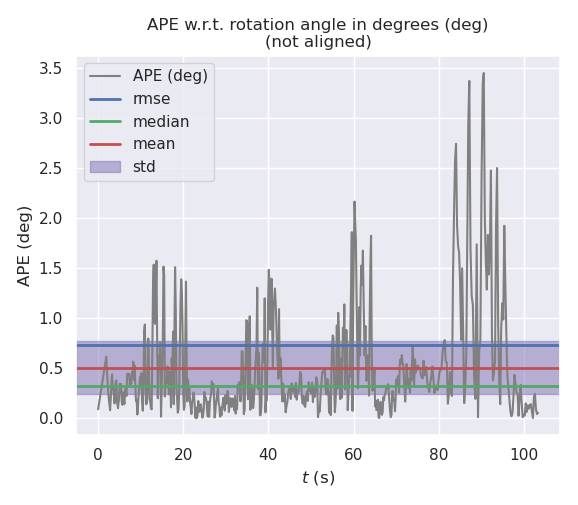 APE w.r.t. rotation angle in degrees (deg)
(not aligned)
APE (deg)
rmse
median
mean
std
APE (deg)
3.5
3.0
2.5
2.0
1.5
1.0
0.5
0.0
0 20 40 60 80 100
t (s)